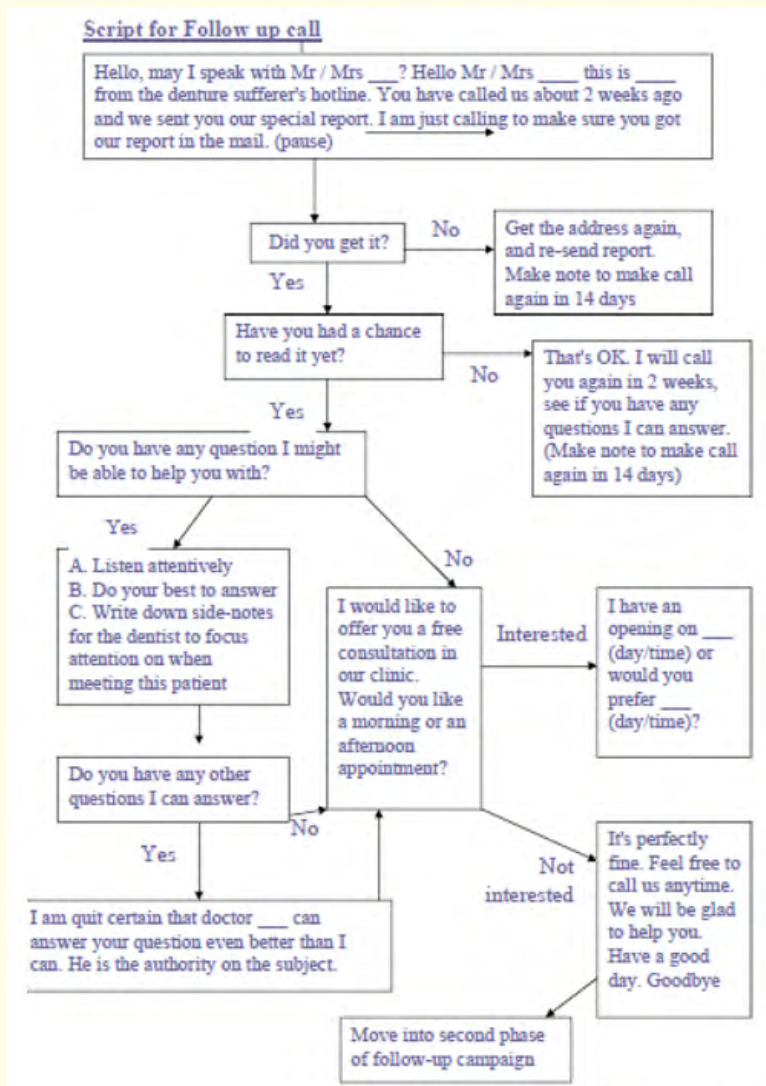 Script for Follow up call
Hello, may I speak with Mr / Mrs ___? Hello Mr / Mrs ____ this is ____
from the denture sufferer's hotline. You have called us about 2 weeks ago
and we sent you our special report. I am just calling to make sure you got
our report in the mail. (pause)
Did you get it?
No
Get the address again,
and re-send report.
Make note to make call
again in 14 days
Yes
Have you had a chance
to read it yet?
No
That's OK. I will call
you again in 2 weeks,
see if you have any
questions I can answer.
(Make note to make call
again in 14 days)
Yes
Do you have any question I might
be able to help you with?
Yes
A. Listen attentively
B. Do your best to answer
C. Write down side-notes
for the dentist to focus
attention on when
meeting this patient
No
I would like to
offer you a free
consultation in
our clinic.
Would you like
a morning or an
afternoon
appointment?
Interested
I have an
opening on ___
(day/time) or
would you
prefer ___
(day/time)?
Do you have any other
questions I can answer?
No
Yes
I am quit certain that doctor ___ can
answer your question even better than I
can. He is the authority on the subject.
Not
interested
It's perfectly
fine. Feel free to
call us anytime.
We will be glad
to help you.
Have a good
day. Goodbye
Move into second phase
of follow-up campaign